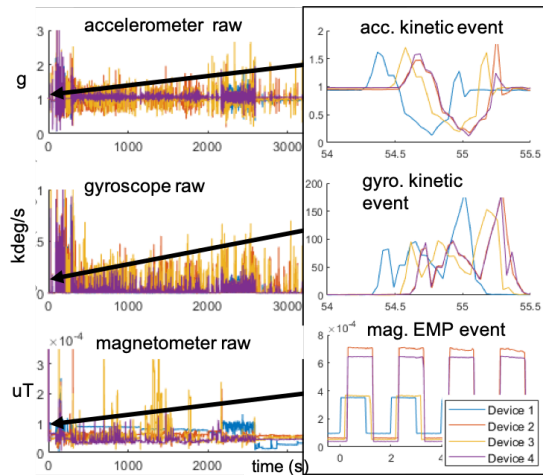 accelerometer raw
3
2
g
1
0
0 1000 2000 3000
acc. kinetic event
2
1.5
1
0.5
0
54 54.5 55 55.5
gyroscope raw
kdeg/s
1
5
0
0 1000 2000 3000
gyro. kinetic
event
200
150
100
50
0
54 54.5 55 55.5
magnetometer raw
×10⁻⁴
3
2
uT
1
0
0 1000 2000 3000
time (s)
mag. EMP event
×10⁻⁴
8
6
4
2
0
0 2 4
Device 1
Device 2
Device 3
Device 4